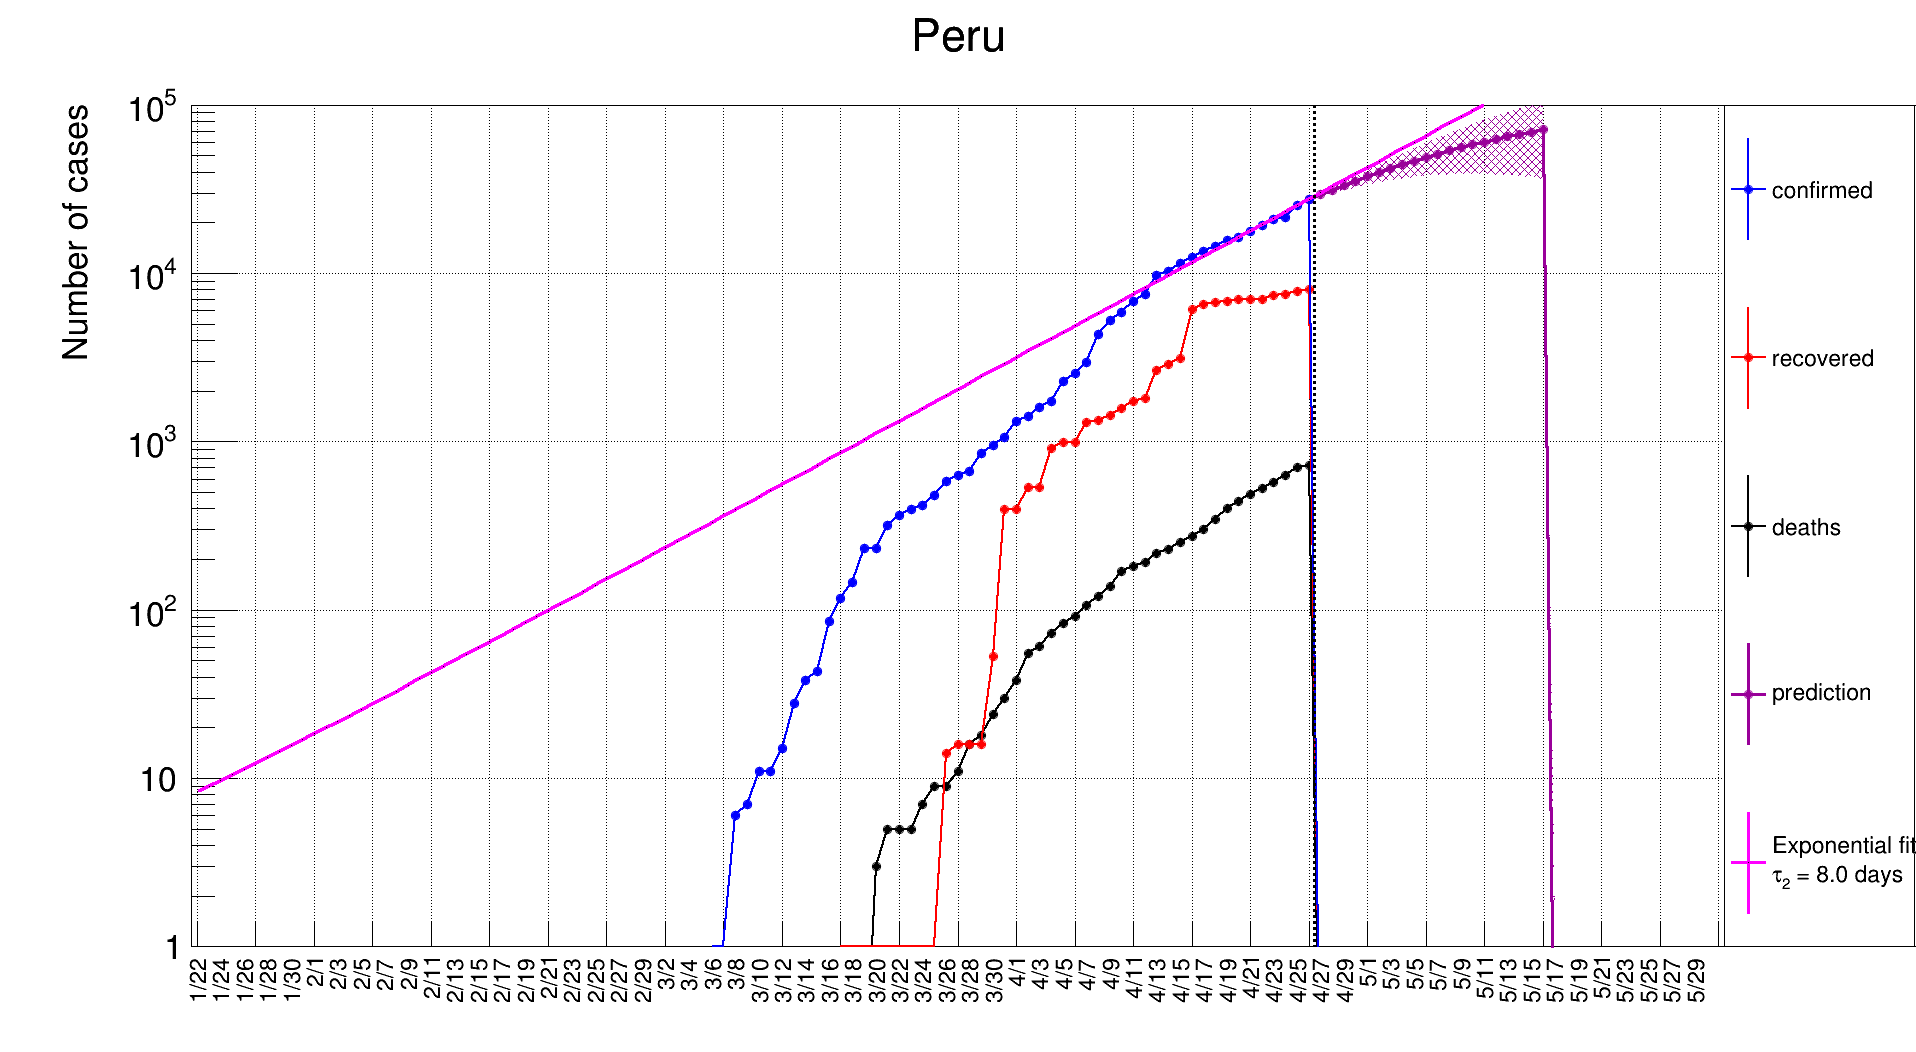 Peru
Number of cases
10^5
10^4
10^3
10^2
10
1
1/22 1/24 1/26 1/28 1/30 2/1 2/3 2/5 2/7 2/9 2/11 2/13 2/15 2/17 2/19 2/21 2/23 2/25 2/27 2/29 3/2 3/4 3/6 3/8 3/10 3/12 3/14 3/16 3/18 3/20 3/22 3/24 3/26 3/28 3/30 4/1 4/3 4/5 4/7 4/9 4/11 4/13 4/15 4/17 4/19 4/21 4/23 4/25 4/27 4/29 5/1 5/3 5/5 5/7 5/9 5/11 5/13 5/15 5/17 5/19 5/21 5/23 5/25 5/27 5/29
confirmed
recovered
deaths
prediction
Exponential fit
τ₂ = 8.0 days